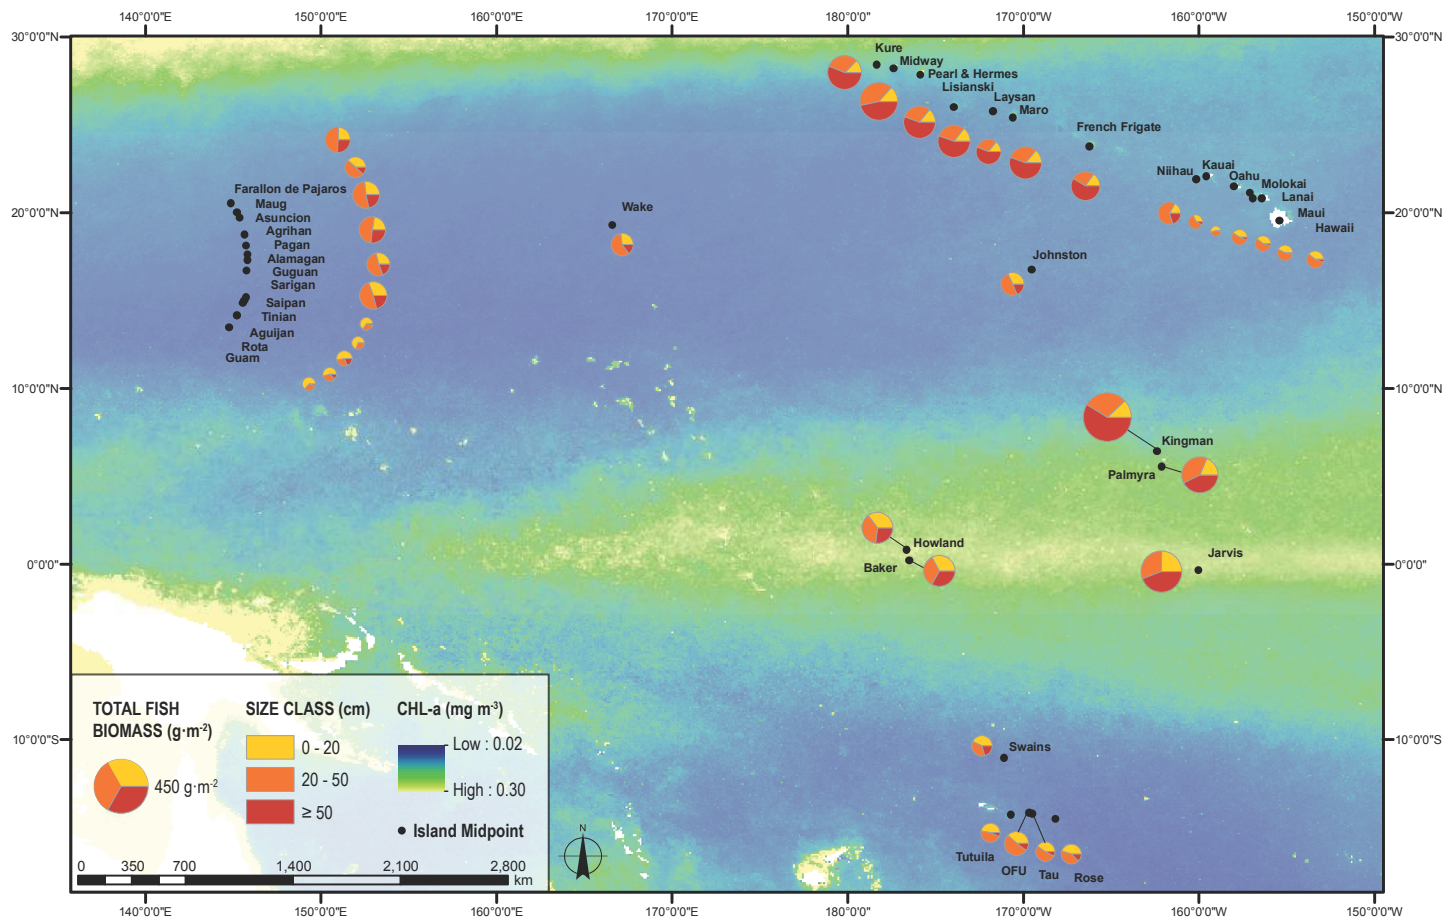 140°0'0"W
150°0'0"W
160°0'0"W
170°0'0"W
180°0'0"
170°0'0"W
160°0'0"W
150°0'0"W
30°0'0"N
30°0'0"N
Kure
Midway
Pearl & Hermes
Lisianski
Laysan
Maro
French Frigate
Niihau
Kauai
Oahu
Molokai
Lanai
Maui
Hawaii
Farallon de Pajaros
Maug
Asuncion
Agrihan
Pagan
Alamagan
Guguan
Sarigan
Saipan
Tinian
Aguijan
Rota
Guam
20°0'0"N
20°0'0"N
Wake
Johnston
10°0'0"N
10°0'0"N
Kingman
Palmyra
Howland
Baker
Jarvis
0°0'0"
0°0'0"
10°0'0"S
10°0'0"S
Swains
Tutuila
OFU
Tau
Rose
TOTAL FISH
BIOMASS (g·m-2)
450 g·m-2
SIZE CLASS (cm)
0 - 20
20 - 50
≥ 50
CHL-a (mg m-3)
Low : 0.02
High : 0.30
Island Midpoint
N
0 350 700 1,400 2,100 2,800
km
140°0'0"W
150°0'0"W
160°0'0"W
170°0'0"W
180°0'0"
170°0'0"W
160°0'0"W
150°0'0"W